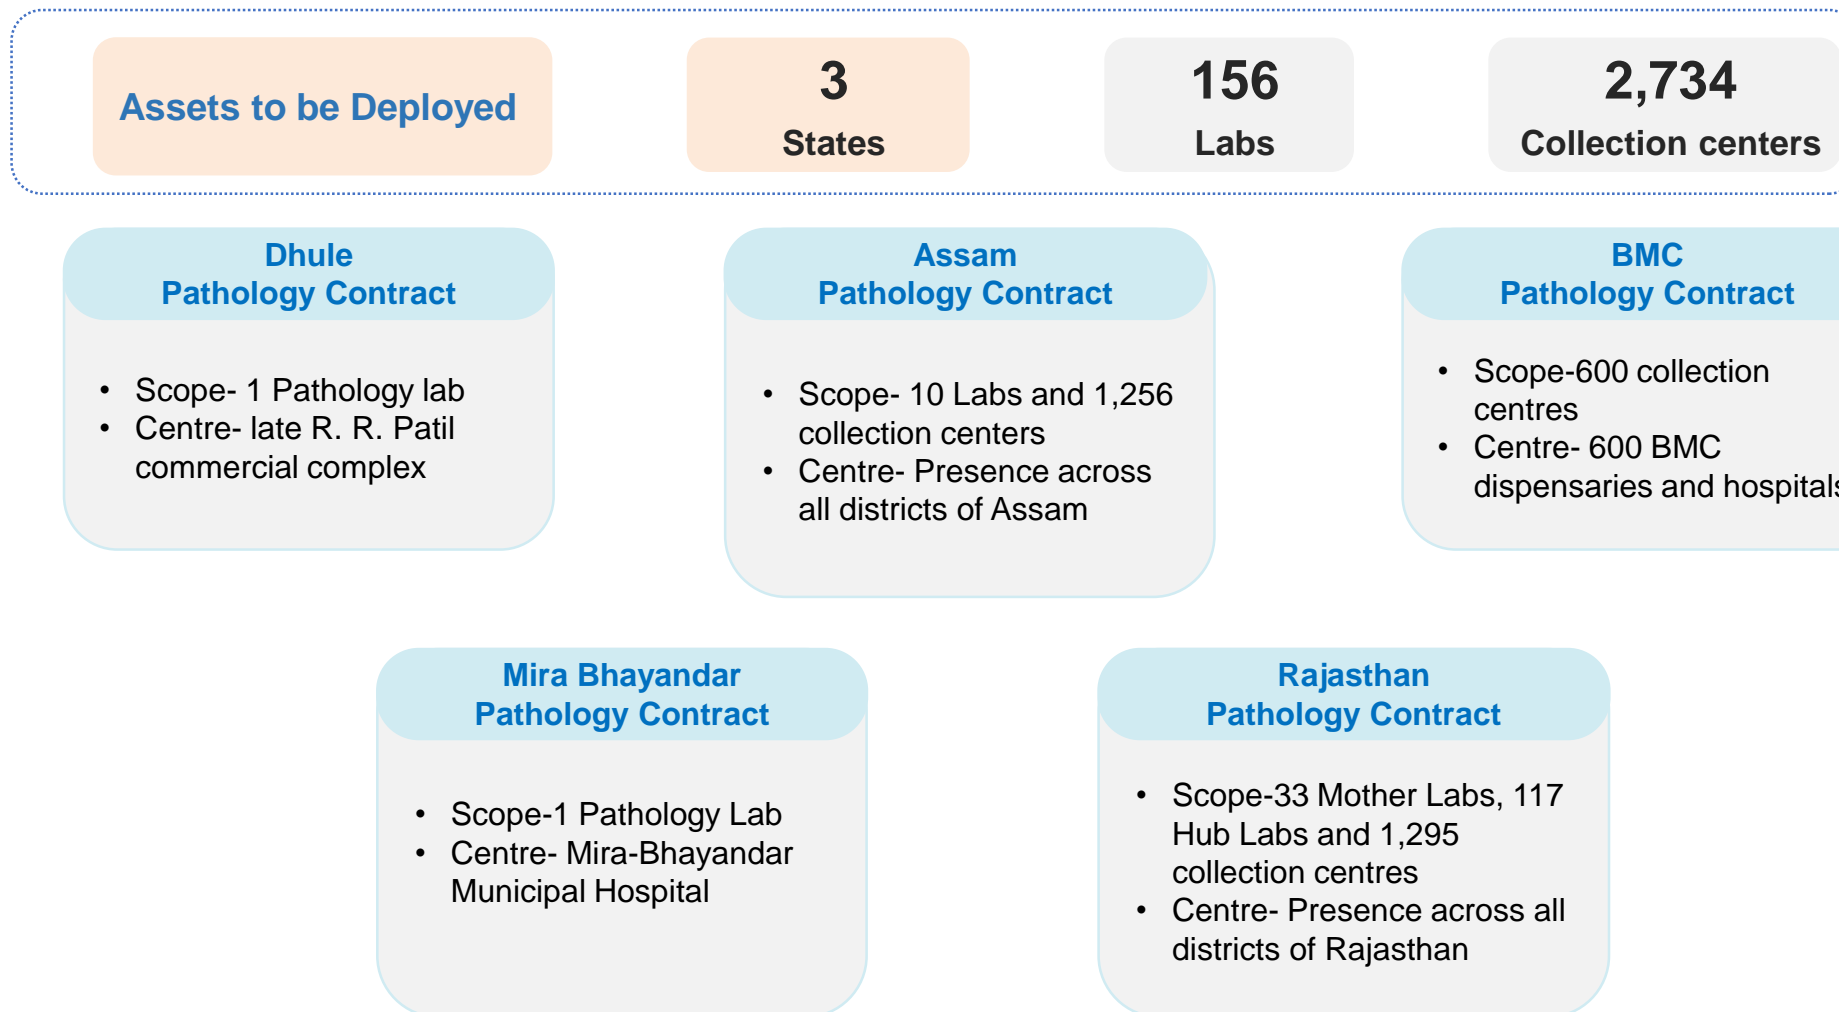 Assets to be Deployed
3
States
156
Labs
2,734
Collection centers
Dhule
Pathology Contract
• Scope- 1 Pathology lab
• Centre- late R. R. Patil
commercial complex
Assam
Pathology Contract
• Scope- 10 Labs and 1,256
collection centers
• Centre- Presence across
all districts of Assam
BMC
Pathology Contract
• Scope-600 collection
centres
• Centre- 600 BMC
dispensaries and hospitals
Mira Bhayandar
Pathology Contract
• Scope-1 Pathology Lab
• Centre- Mira-Bhayandar
Municipal Hospital
Rajasthan
Pathology Contract
• Scope-33 Mother Labs, 117
Hub Labs and 1,295
collection centres
• Centre- Presence across all
districts of Rajasthan